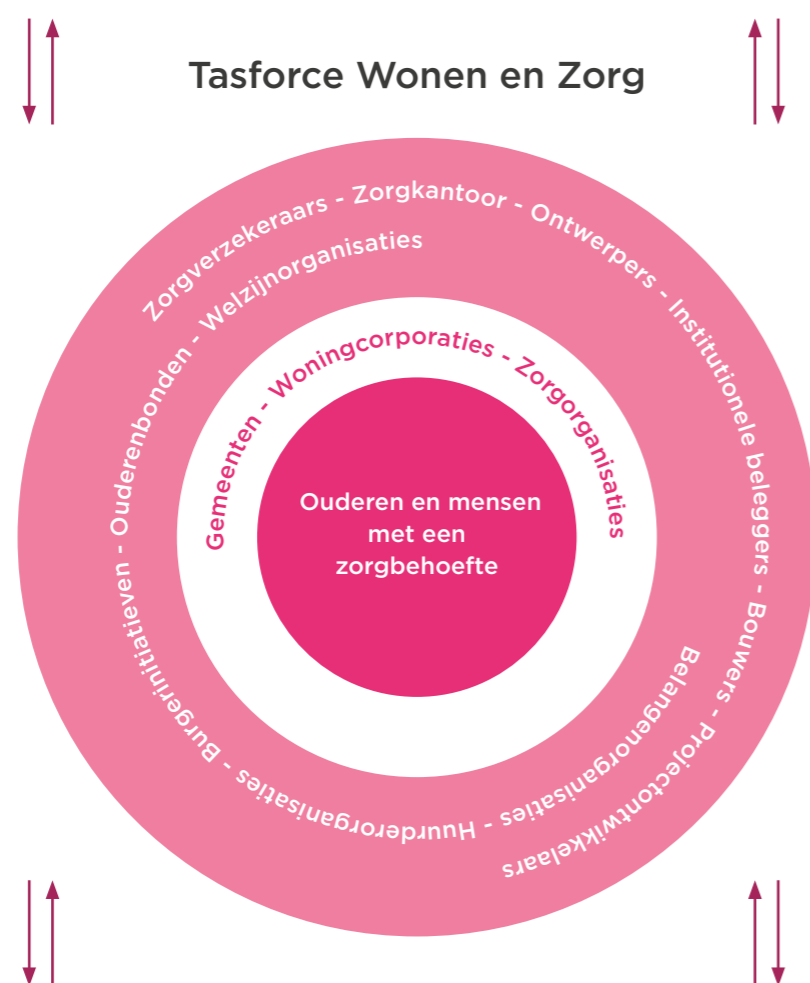 Tasforce Wonen en Zorg
Zorgverzekeraars - Zorgkantoor - Ontwerpers - Institutionele beleggers - Bouwers - Projectontwikkelaars
Belangenorganisaties - Huurderorganisaties - Burgerinitiatieven - Ouderenbonden - Welzijnorganisaties
Gemeenten - Woningcorporaties - Zorgorganisaties
Ouderen en mensen
met een
zorgbehoefte